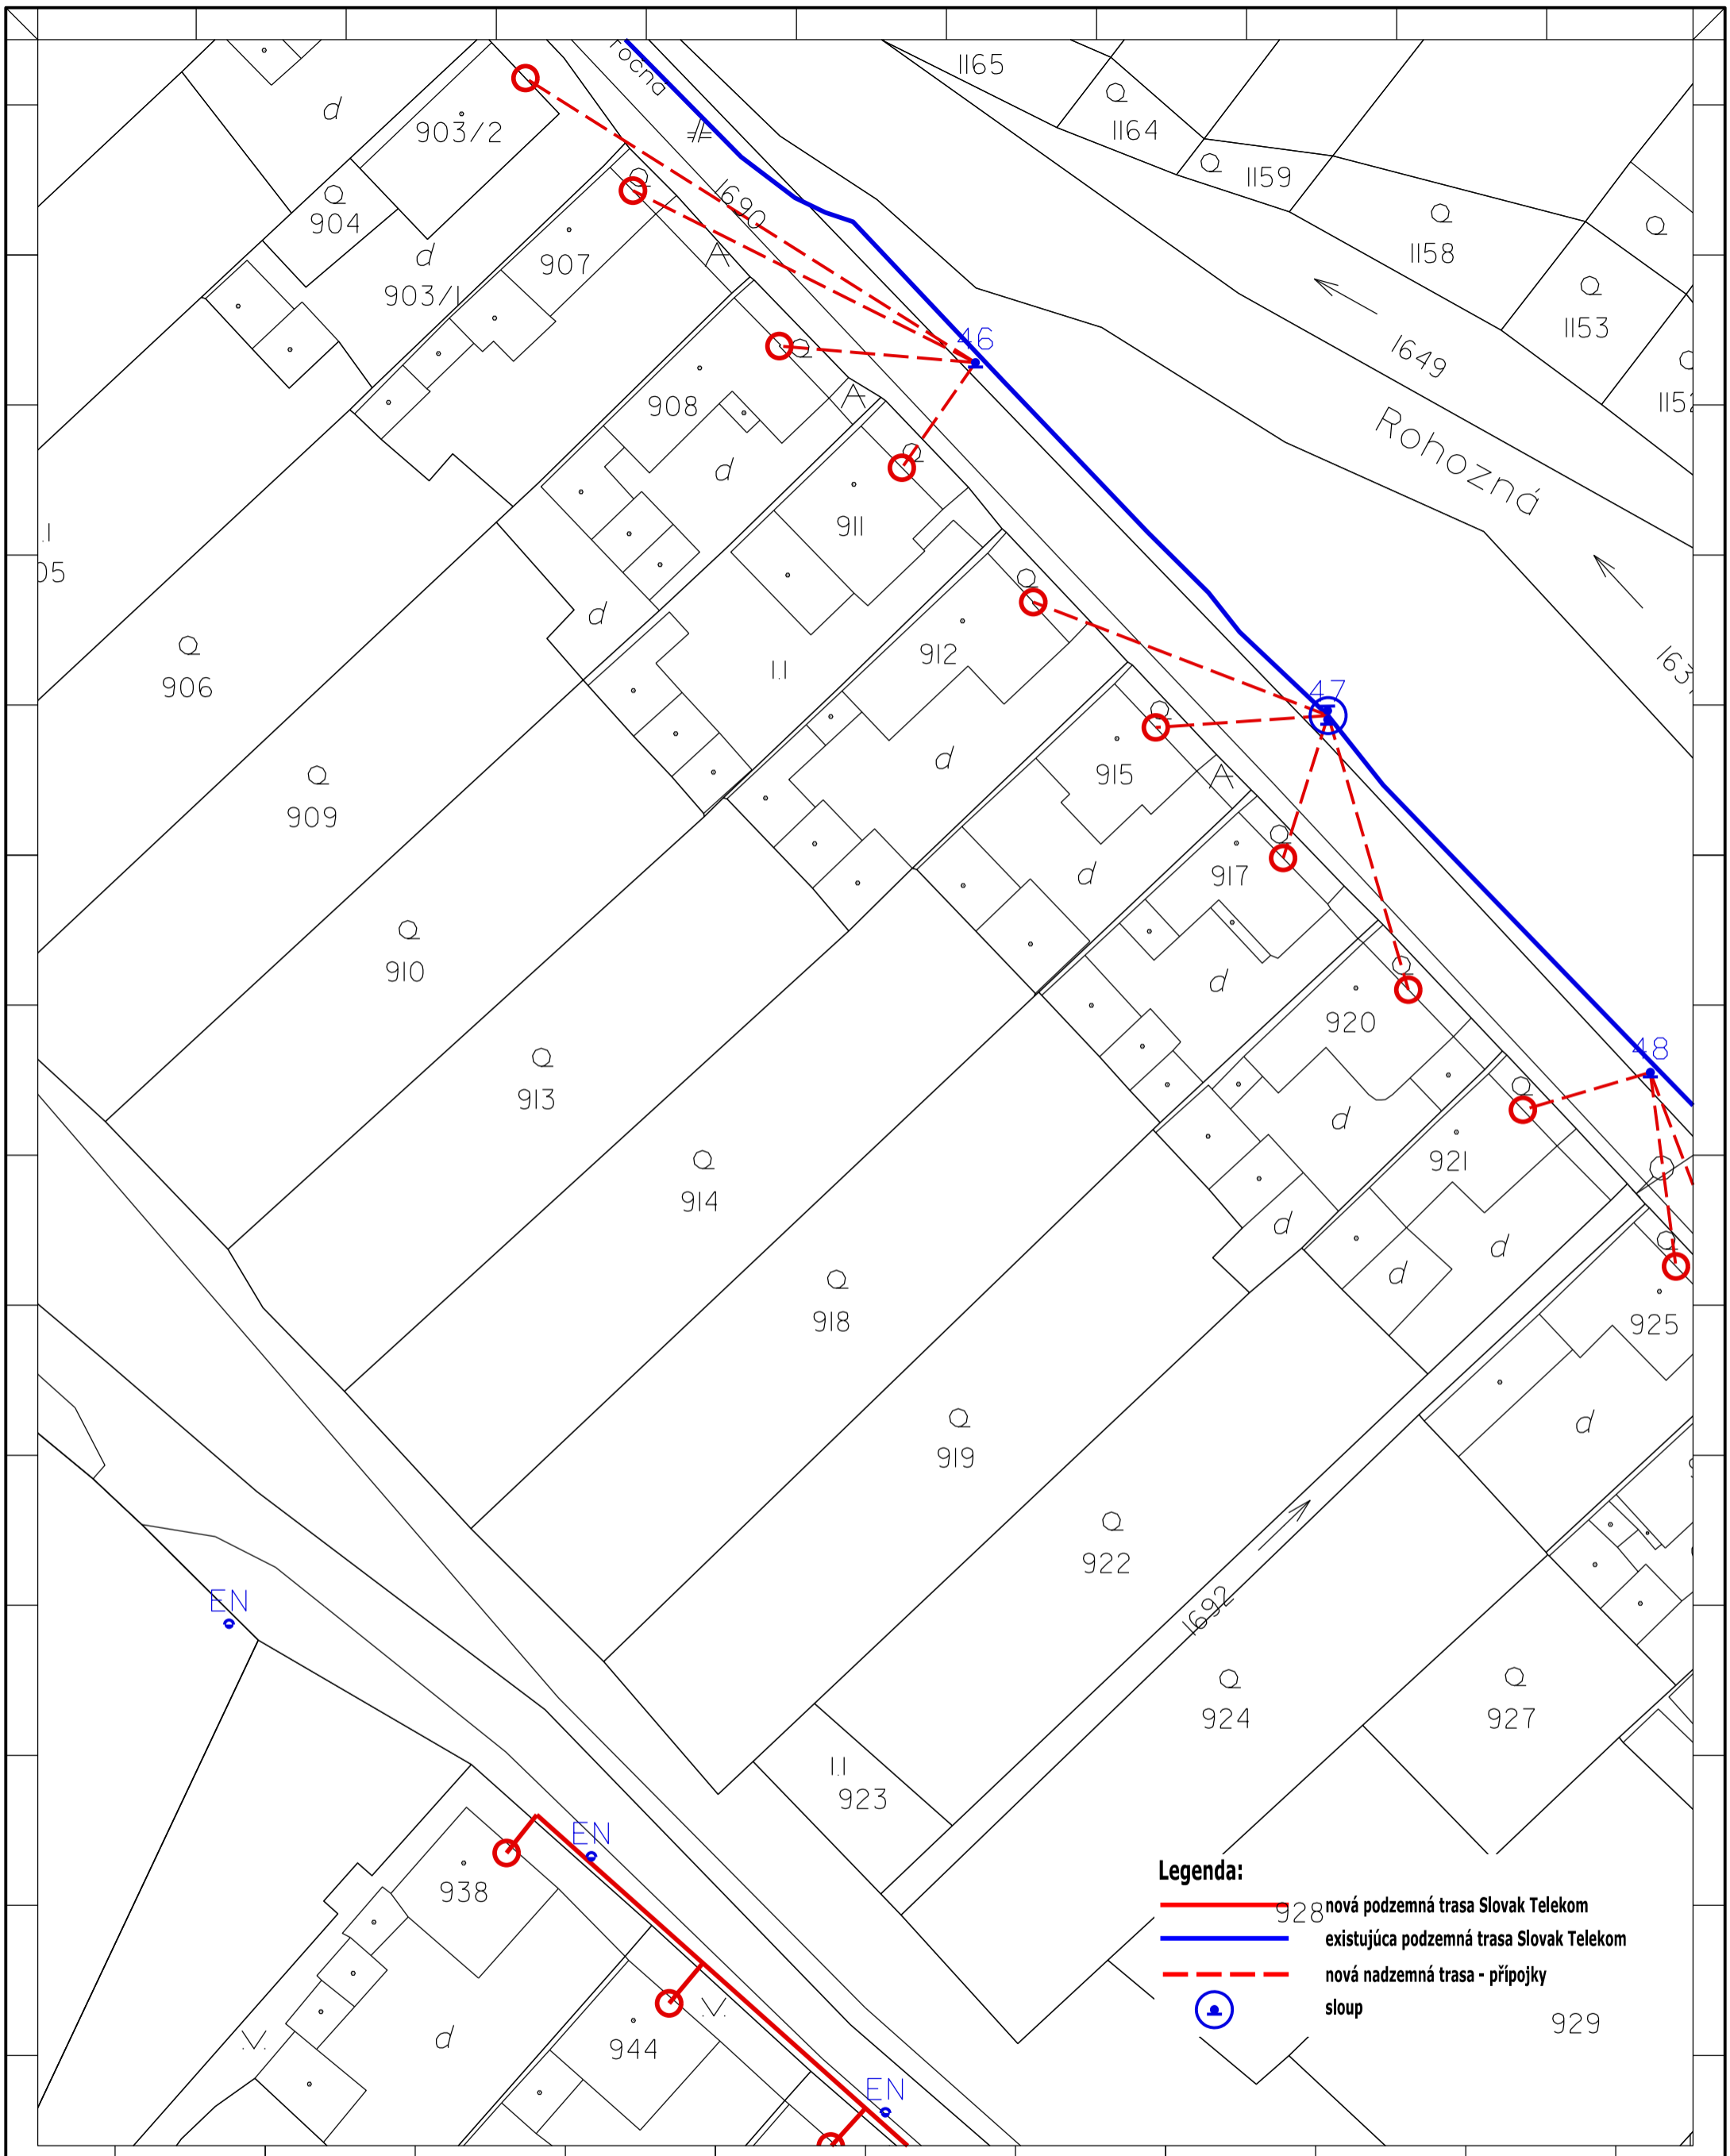 1165
1164
1159
1158
1153
Rohozná
1649
1690
903/2
904
d
903/1
907
908
d
911
906
909
910
912
d
915
917
d
920
921
d
913
914
918
919
922
925
46
47
48
1692
924
927
923
EN
EN
EN
938
944
d
928
929
Legenda:
nová podzemná trasa Slovak Telekom
existujúca podzemná trasa Slovak Telekom
nová nadzemná trasa - přípojky
sloup